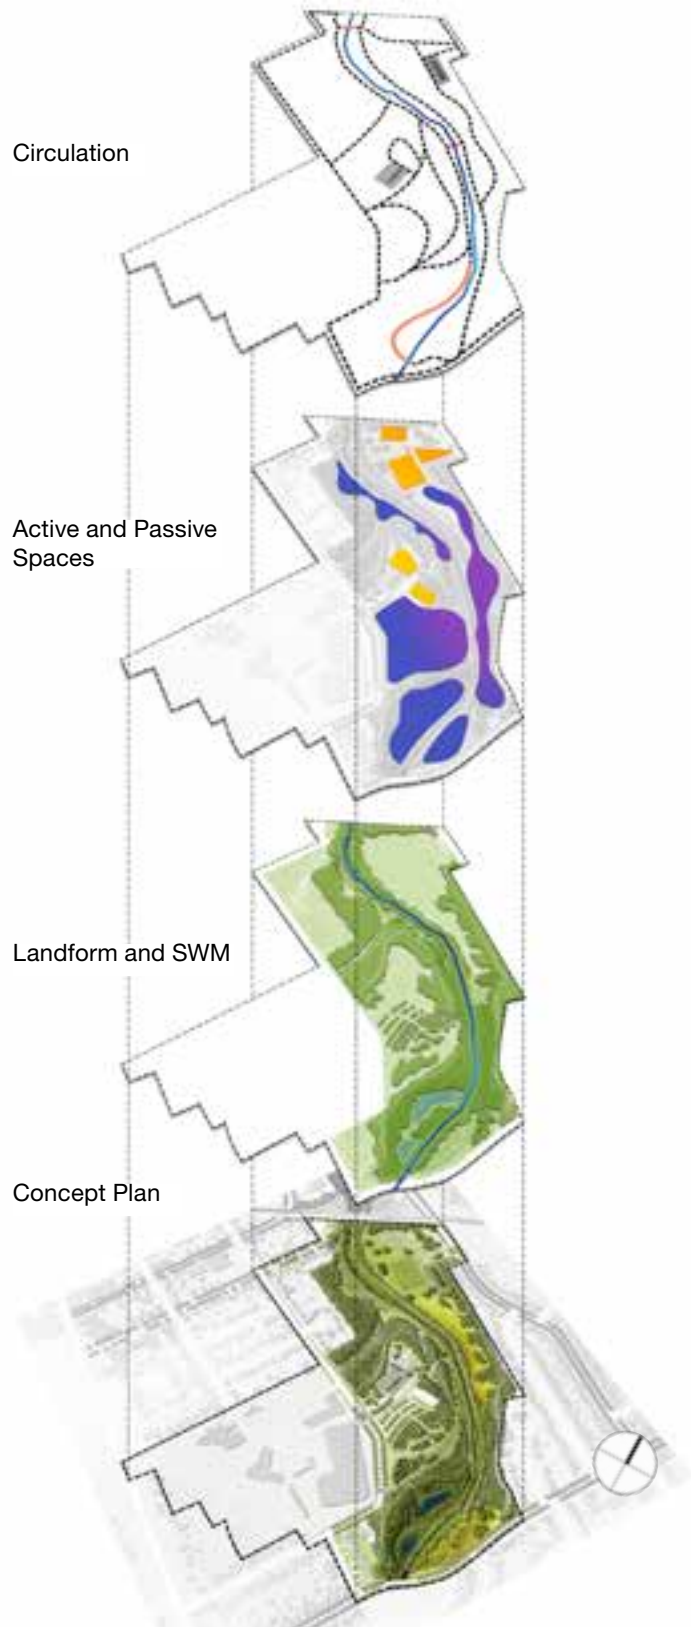 Circulation
Active and Passive
Spaces
Landform and SWM
Concept Plan